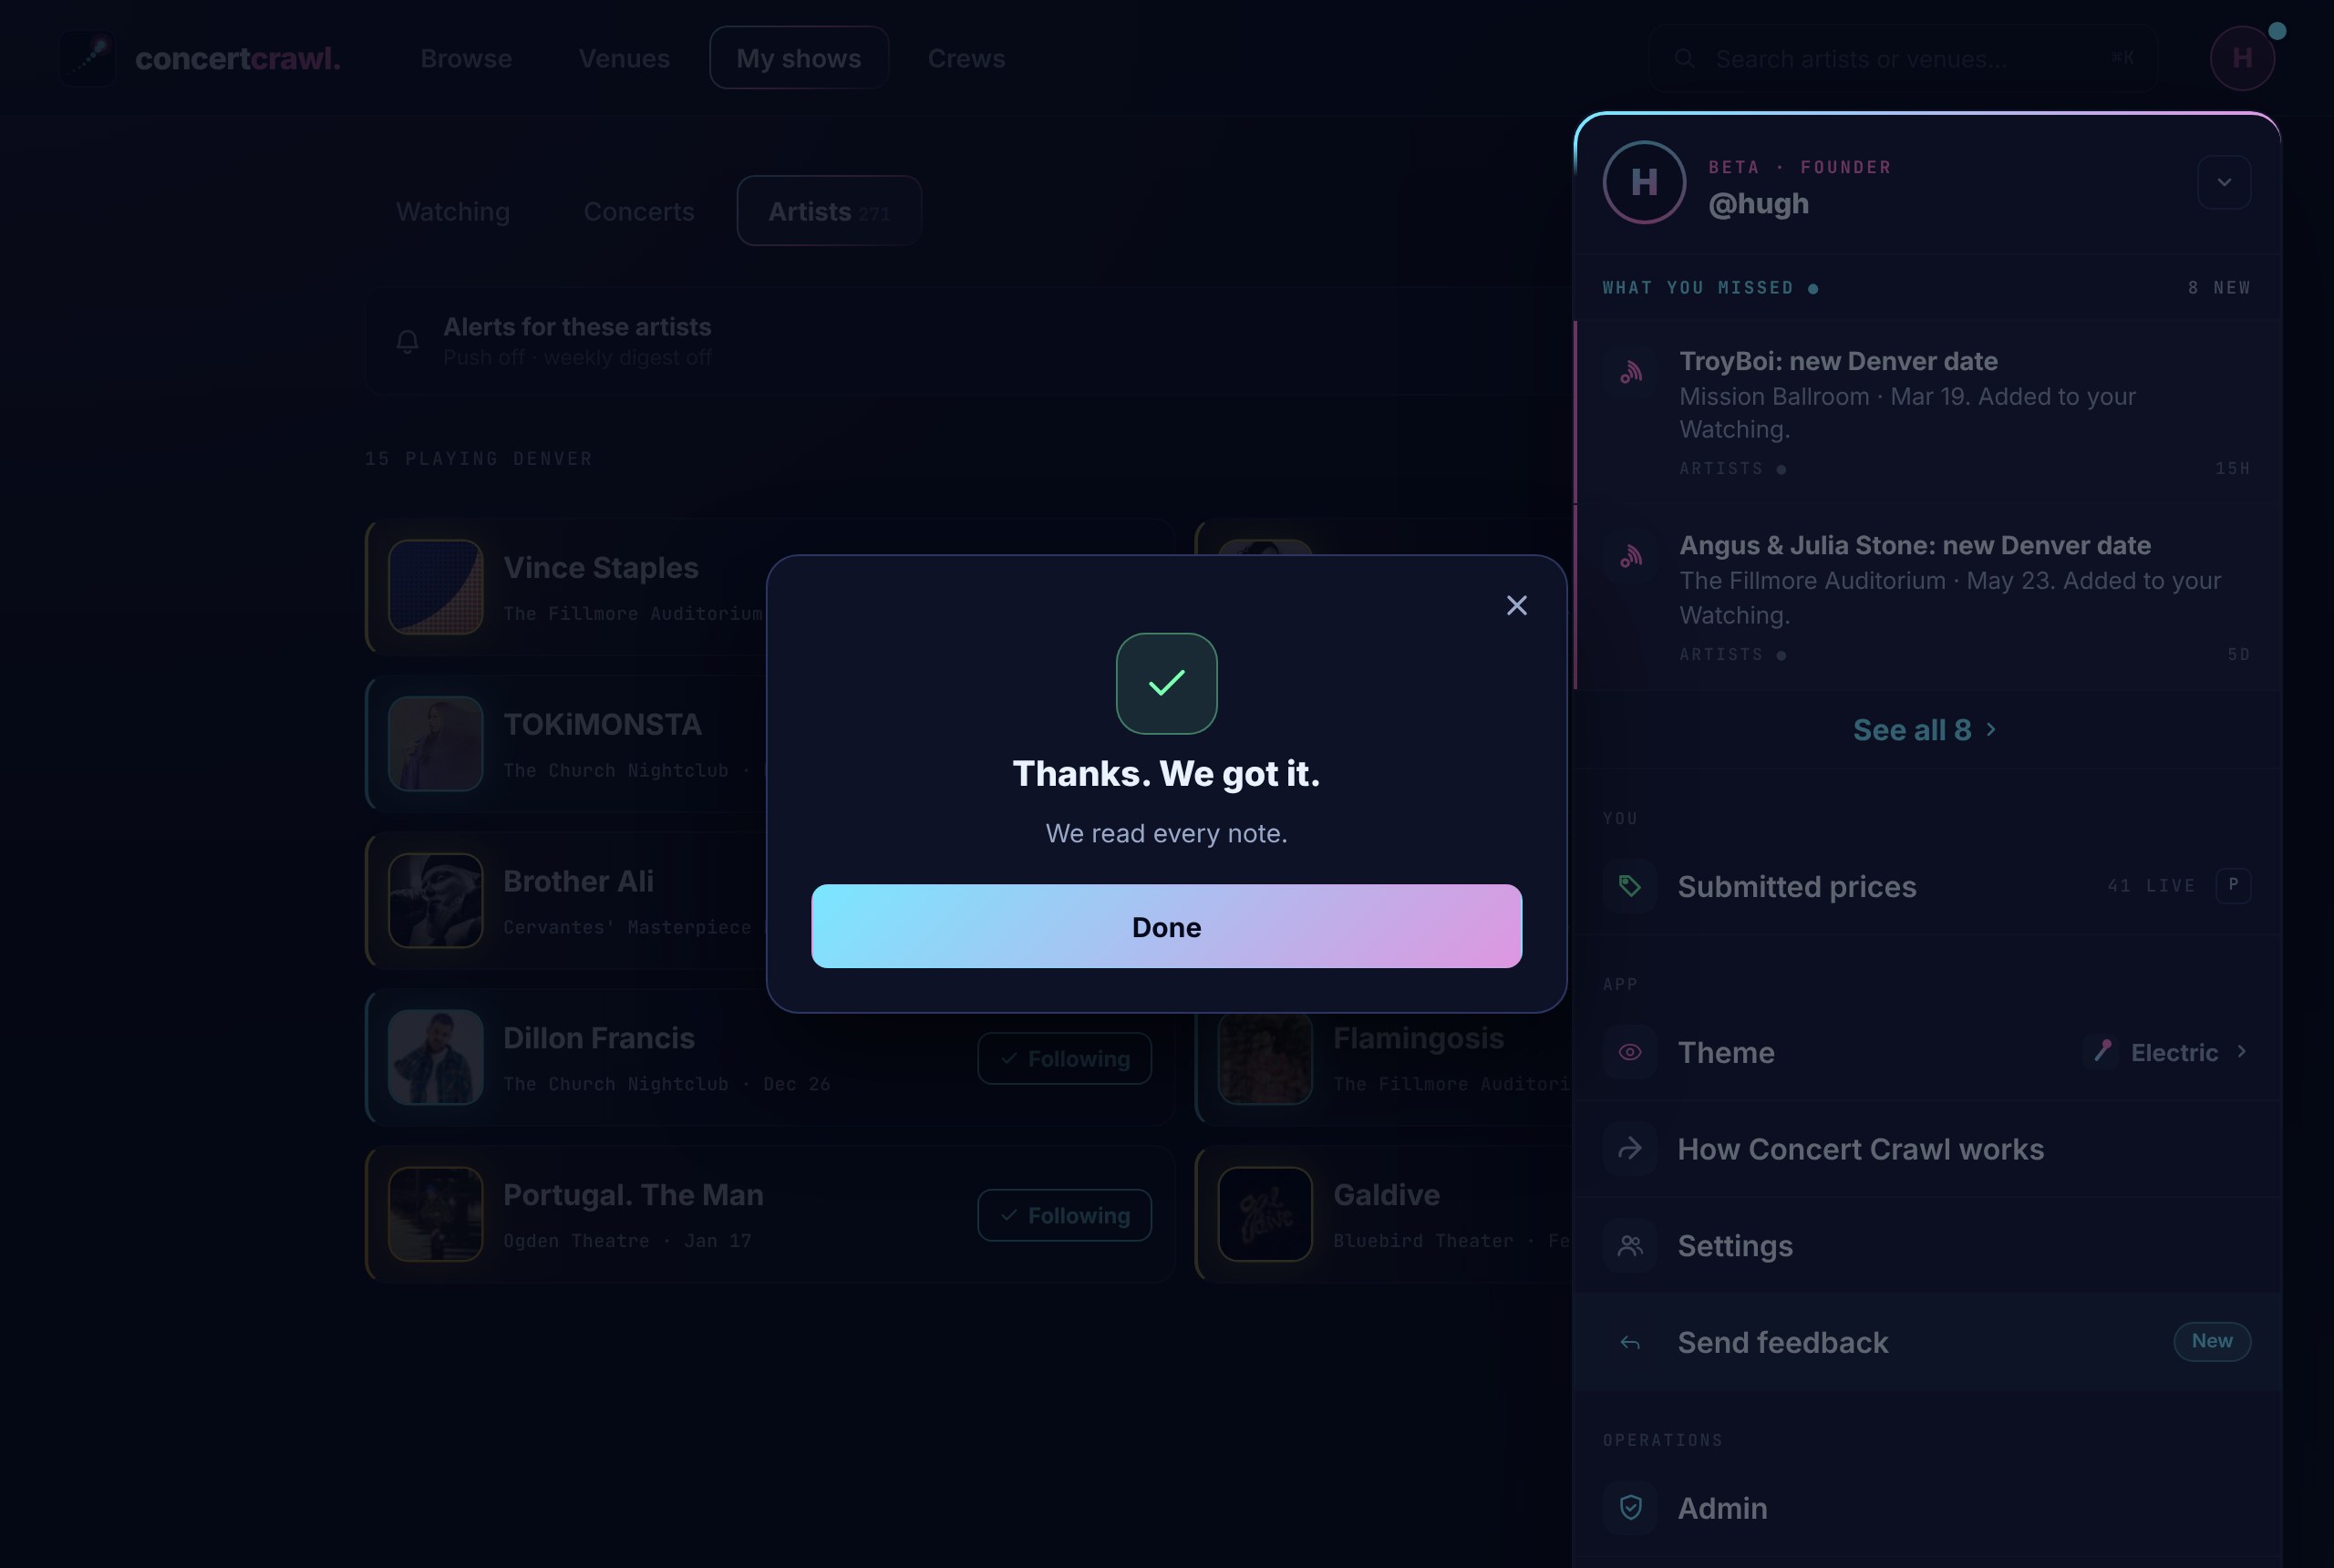 concertcrawl.
Browse
Venues
My shows
Crews
Search artists or venues...
⌘K
H
Watching
Concerts
Artists 271
Alerts for these artists
Push off · weekly digest off
15 PLAYING DENVER
Vince Staples
The Fillmore Auditorium
TOKiMONSTA
The Church Nightclub ·
Brother Ali
Cervantes' Masterpiece
Dillon Francis
The Church Nightclub · Dec 26
Following
Flamingosis
The Fillmore Auditori
Portugal. The Man
Ogden Theatre · Jan 17
Following
Galdive
Bluebird Theater · Fe
Thanks. We got it.
We read every note.
Done
H
BETA · FOUNDER
@hugh
WHAT YOU MISSED
8 NEW
TroyBoi: new Denver date
Mission Ballroom · Mar 19. Added to your
Watching.
ARTISTS
15H
Angus & Julia Stone: new Denver date
The Fillmore Auditorium · May 23. Added to your
Watching.
ARTISTS
5D
See all 8
YOU
Submitted prices
41 LIVE
P
APP
Theme
Electric
How Concert Crawl works
Settings
Send feedback
New
OPERATIONS
Admin